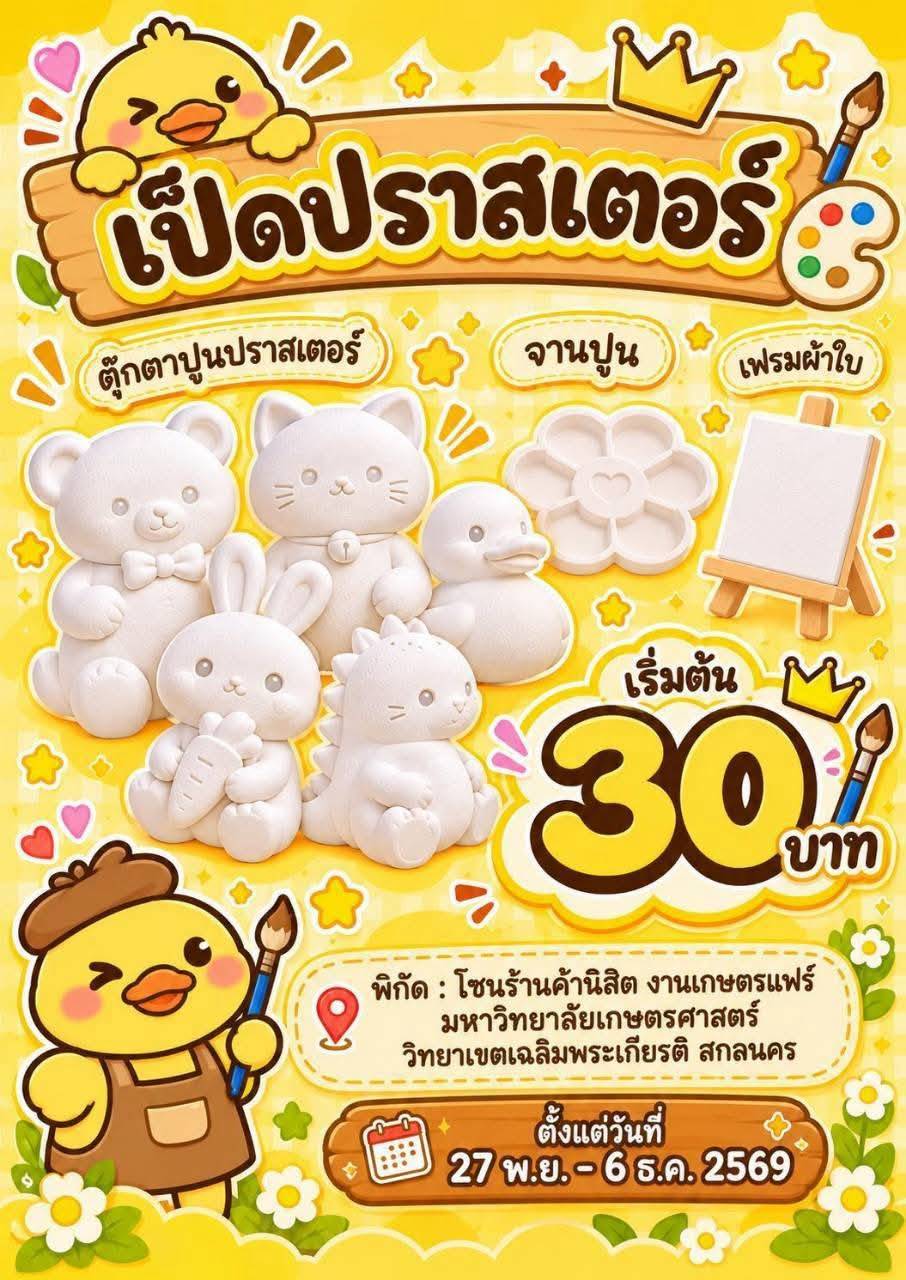 เป็ดปราสเตอร์
ตุ๊กตาปูนปราสเตอร์
จานปูน
เฟรมผ้าใบ
เริ่มต้น
30
บาท
พิกัด : โซนร้านค้านิสิต งานเกษตรแฟร์
มหาวิทยาลัยเกษตรศาสตร์
วิทยาเขตเฉลิมพระเกียรติ สกลนคร
ตั้งแต่วันที่
27 พ.ย. - 6 ธ.ค. 2569